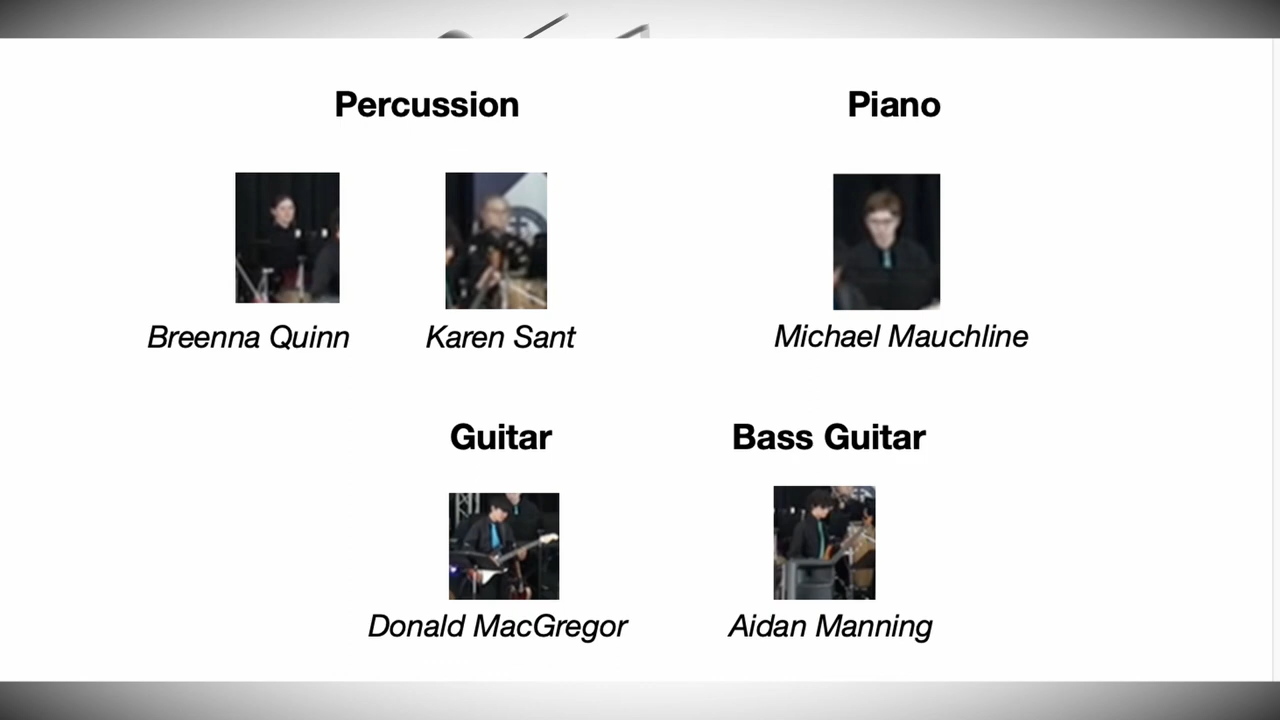 Percussion
Piano
Breenna Quinn
Karen Sant
Michael Mauchline
Guitar
Bass Guitar
Donald MacGregor
Aidan Manning